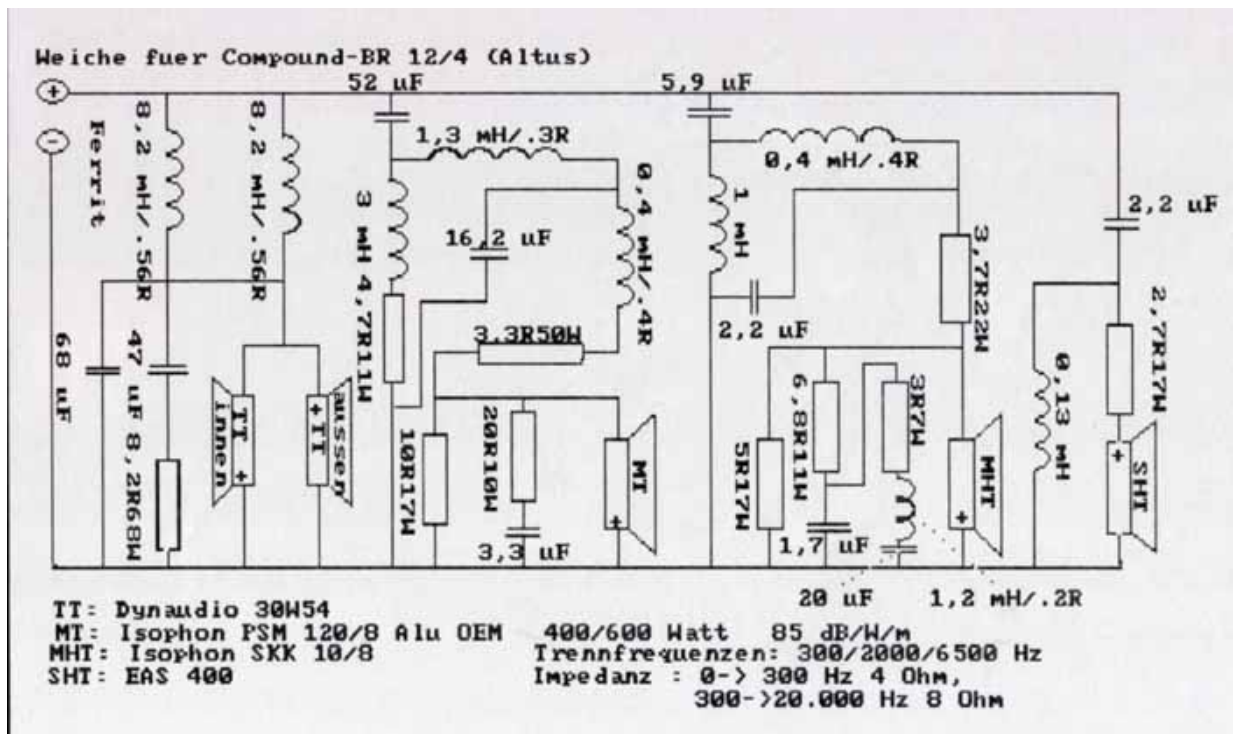 Weiche fuer Compound-BR 12/4 (Altus)
52 uF
5,9 uF
+
-
Ferrit
8,2 mH/.56R
8,2 mH/.56R
1,3 mH/.3R
0,4 mH/.4R
3 mH 4,7R11W
16,2 uF
0,4 mH/.4R
1 mH
2,2 uF
3,7R22W
2,2 uF
2,7R17W
0,13 mH
68 uF
47 uF 8,2R68W
TT innen
+
+ TT
aussen
3.3R50W
10R17W
20R10W
3,3 uF
MT
+
5R17W
6,8R11W
3R7W
1,7 uF
MHT
+
+
SHT
20 uF
1,2 mH/.2R
TT: Dynaudio 30W54
MT: Isophon PSM 120/8 Alu OEM 400/600 Watt 85 dB/W/m
MHT: Isophon SKK 10/8 Trennfrequenzen: 300/2000/6500 Hz
SHT: EAS 400 Impedanz : 0-> 300 Hz 4 Ohm,
300->20.000 Hz 8 Ohm